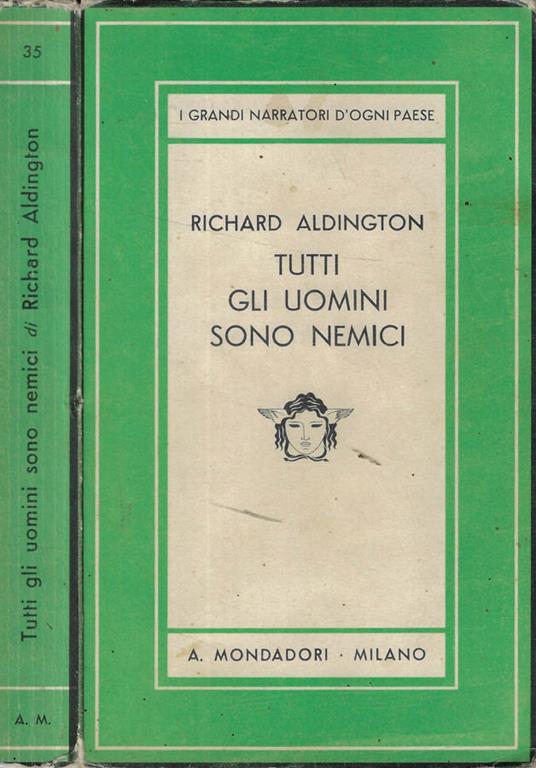 35
Tutti gli uomini sono nemici di Richard Aldington
A. M.
I GRANDI NARRATORI D'OGNI PAESE
RICHARD ALDINGTON
TUTTI
GLI UOMINI
SONO NEMICI
A. MONDADORI · MILANO